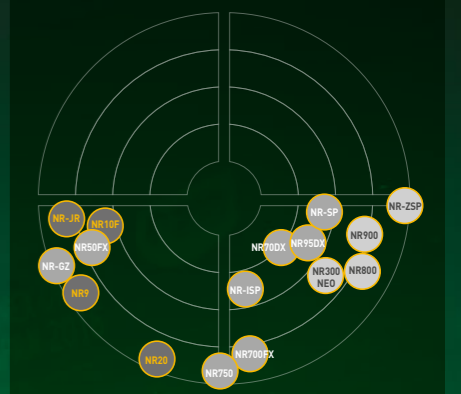 NR-ZSP
NR-SP
NR-JR
NR10F
NR900
NR50FX
NR70DX
NR95DX
NR-GZ
NR300
NEO
NR800
NR-ISP
NR9
NR700FX
NR20
NR750